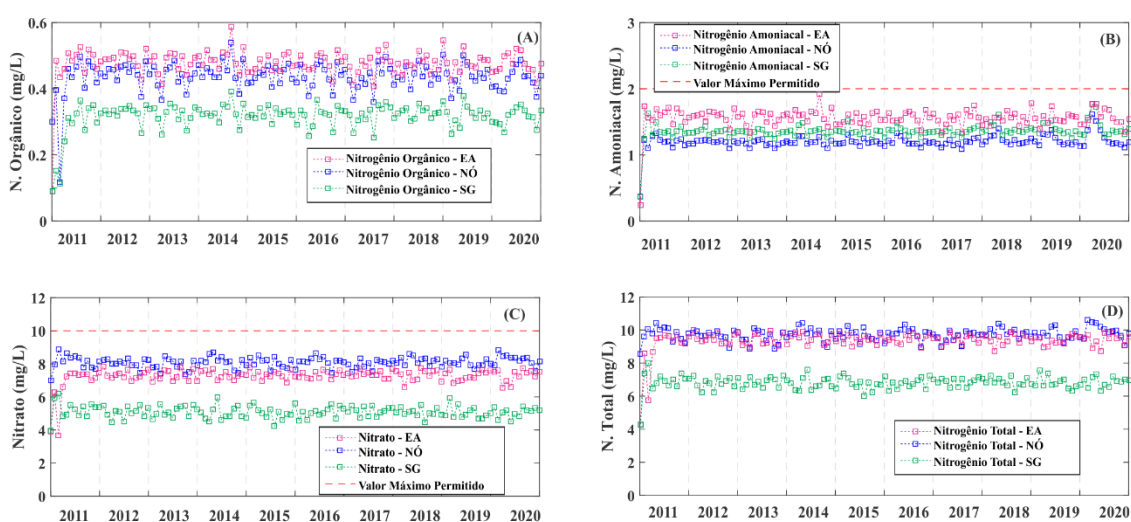 N. Orgânico (mg/L)
0.6
0.4
0.2
0
(A)
Nitrogênio Orgânico - EA
Nitrogênio Orgânico - NÓ
Nitrogênio Orgânico - SG
2011 2012 2013 2014 2015 2016 2017 2018 2019 2020
N. Amoniacal (mg/L)
3
2
1
0
(B)
Nitrogênio Amoniacal - EA
Nitrogênio Amoniacal - NÓ
Nitrogênio Amoniacal - SG
Valor Máximo Permitido
2011 2012 2013 2014 2015 2016 2017 2018 2019 2020
Nitrato (mg/L)
12
10
8
6
4
2
0
(C)
Nitrato - EA
Nitrato - NÓ
Nitrato - SG
Valor Máximo Permitido
2011 2012 2013 2014 2015 2016 2017 2018 2019 2020
N. Total (mg/L)
12
10
8
6
4
2
0
(D)
Nitrogênio Total - EA
Nitrogênio Total - NÓ
Nitrogênio Total - SG
2011 2012 2013 2014 2015 2016 2017 2018 2019 2020